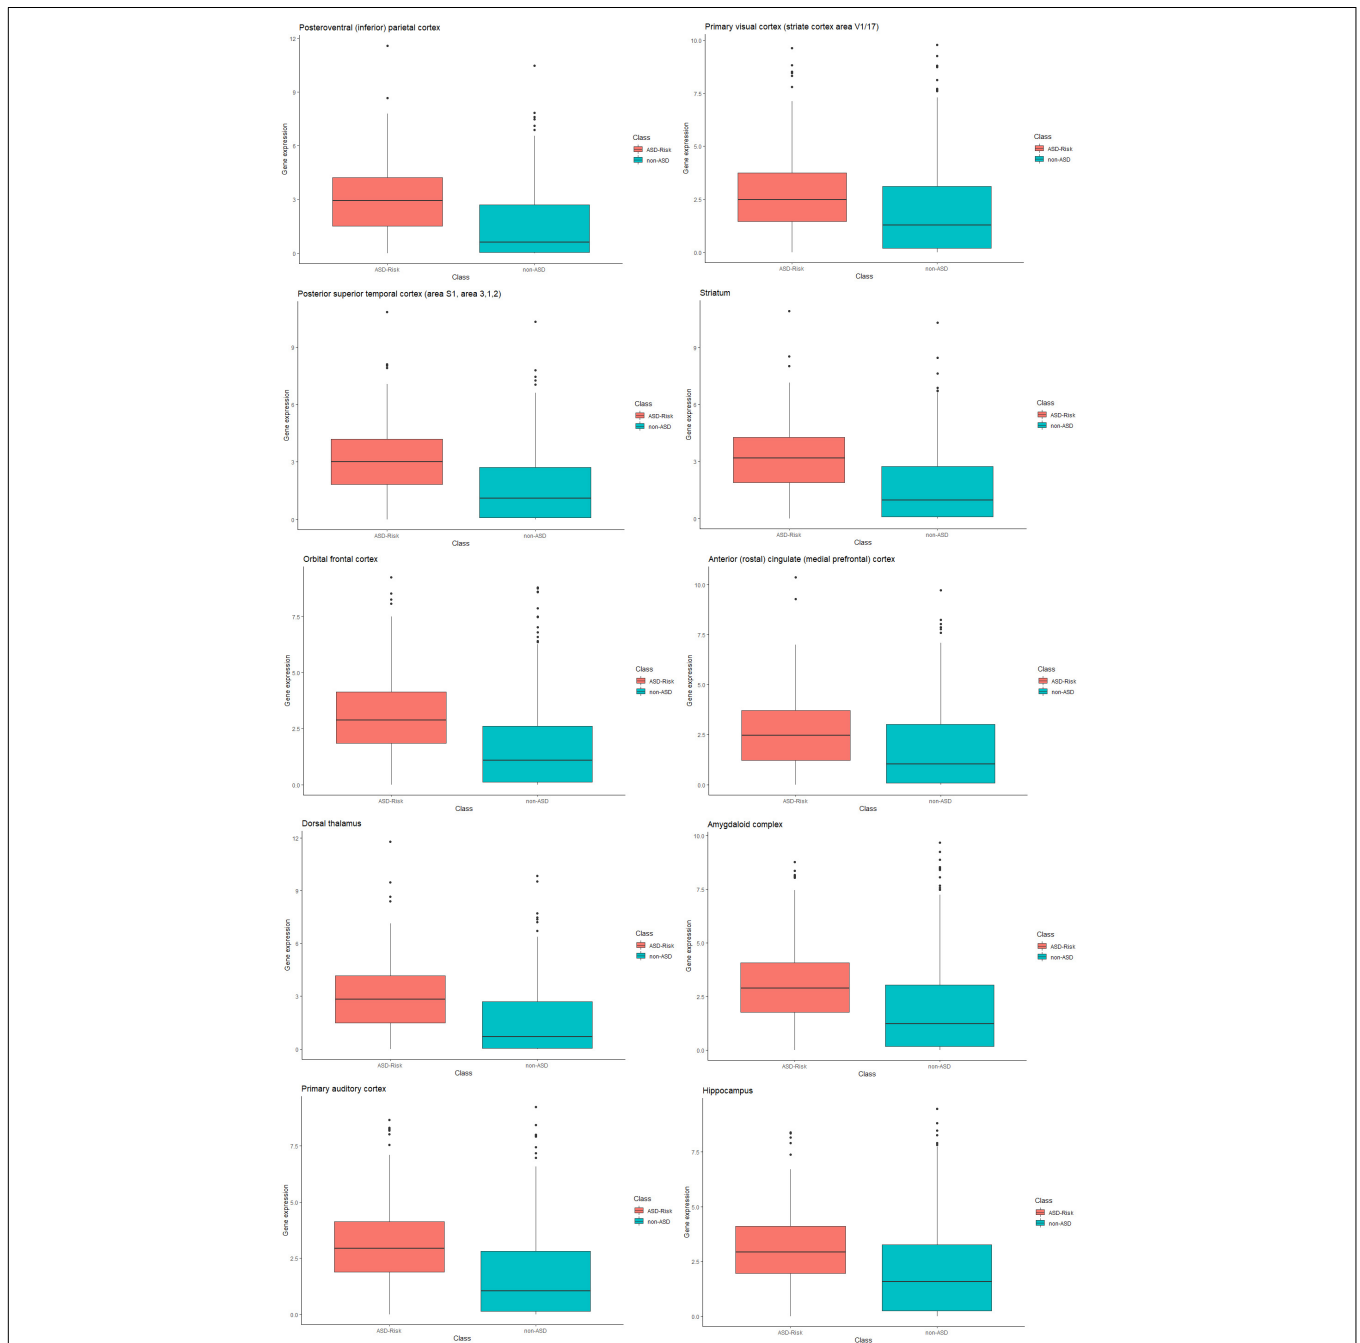 Posteroventral (inferior) parietal cortex
12
9
6
3
0
Gene expression
ASD-Risk
non-ASD
Class
Class
ASD-Risk
non-ASD
Primary visual cortex (striate cortex area V1/17)
10.0
7.5
5.0
2.5
0.0
Gene expression
ASD-Risk
non-ASD
Class
Class
ASD-Risk
non-ASD
Posterior superior temporal cortex (area S1, area 3,1,2)
9
6
3
0
Gene expression
ASD-Risk
non-ASD
Class
Class
ASD-Risk
non-ASD
Striatum
9
6
3
0
Gene expression
ASD-Risk
non-ASD
Class
Class
ASD-Risk
non-ASD
Orbital frontal cortex
7.5
5.0
2.5
0.0
Gene expression
ASD-Risk
non-ASD
Class
Class
ASD-Risk
non-ASD
Anterior (rostal) cingulate (medial prefrontal) cortex
10.0
7.5
5.0
2.5
0.0
Gene expression
ASD-Risk
non-ASD
Class
Class
ASD-Risk
non-ASD
Dorsal thalamus
12
9
6
3
0
Gene expression
ASD-Risk
non-ASD
Class
Class
ASD-Risk
non-ASD
Amygdaloid complex
10.0
7.5
5.0
2.5
0.0
Gene expression
ASD-Risk
non-ASD
Class
Class
ASD-Risk
non-ASD
Primary auditory cortex
7.5
5.0
2.5
0.0
Gene expression
ASD-Risk
non-ASD
Class
Class
ASD-Risk
non-ASD
Hippocampus
7.5
5.0
2.5
0.0
Gene expression
ASD-Risk
non-ASD
Class
Class
ASD-Risk
non-ASD